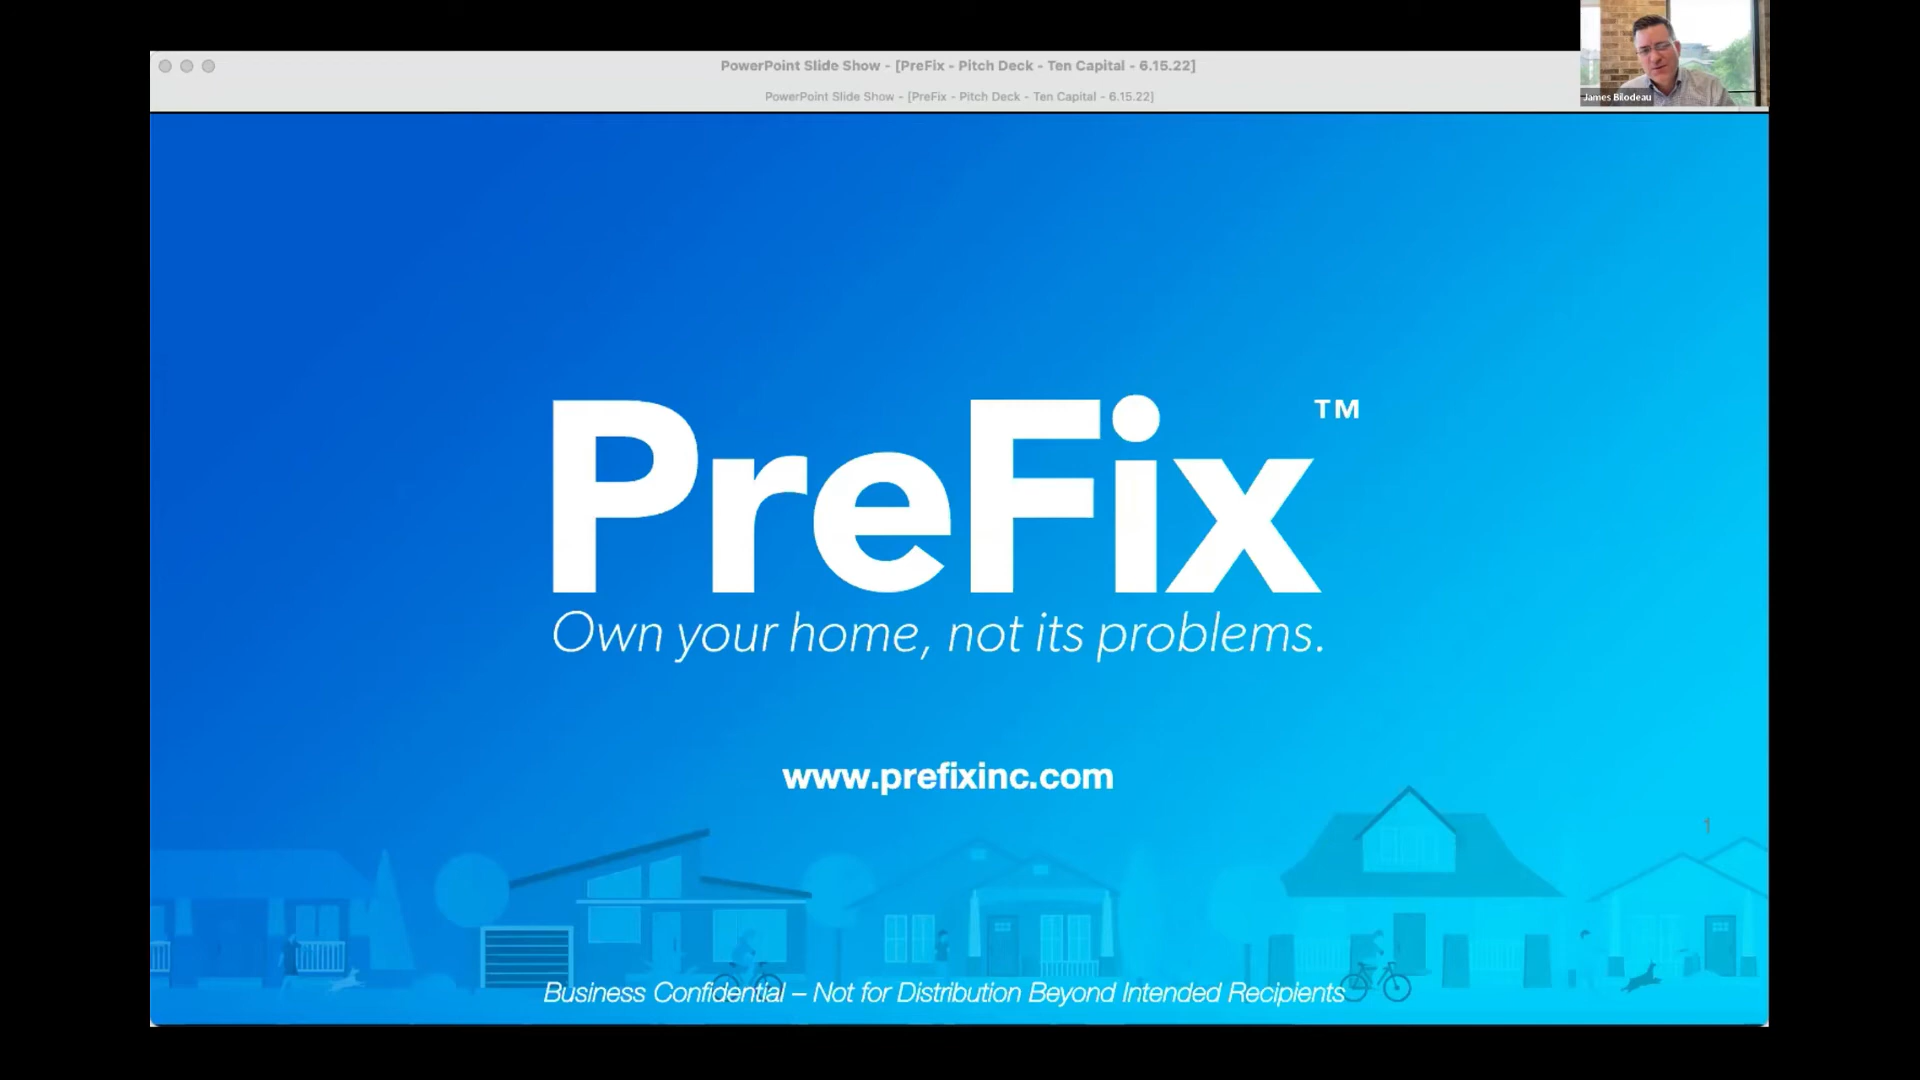 PowerPoint Slide Show - [PreFix - Pitch Deck - Ten Capital - 6.15.22]
PowerPoint Slide Show - [PreFix - Pitch Deck - Ten Capital - 6.15.22]
James Bilodeau
PreFix™
Own your home, not its problems.
www.prefixinc.com
1
Business Confidential – Not for Distribution Beyond Intended Recipients